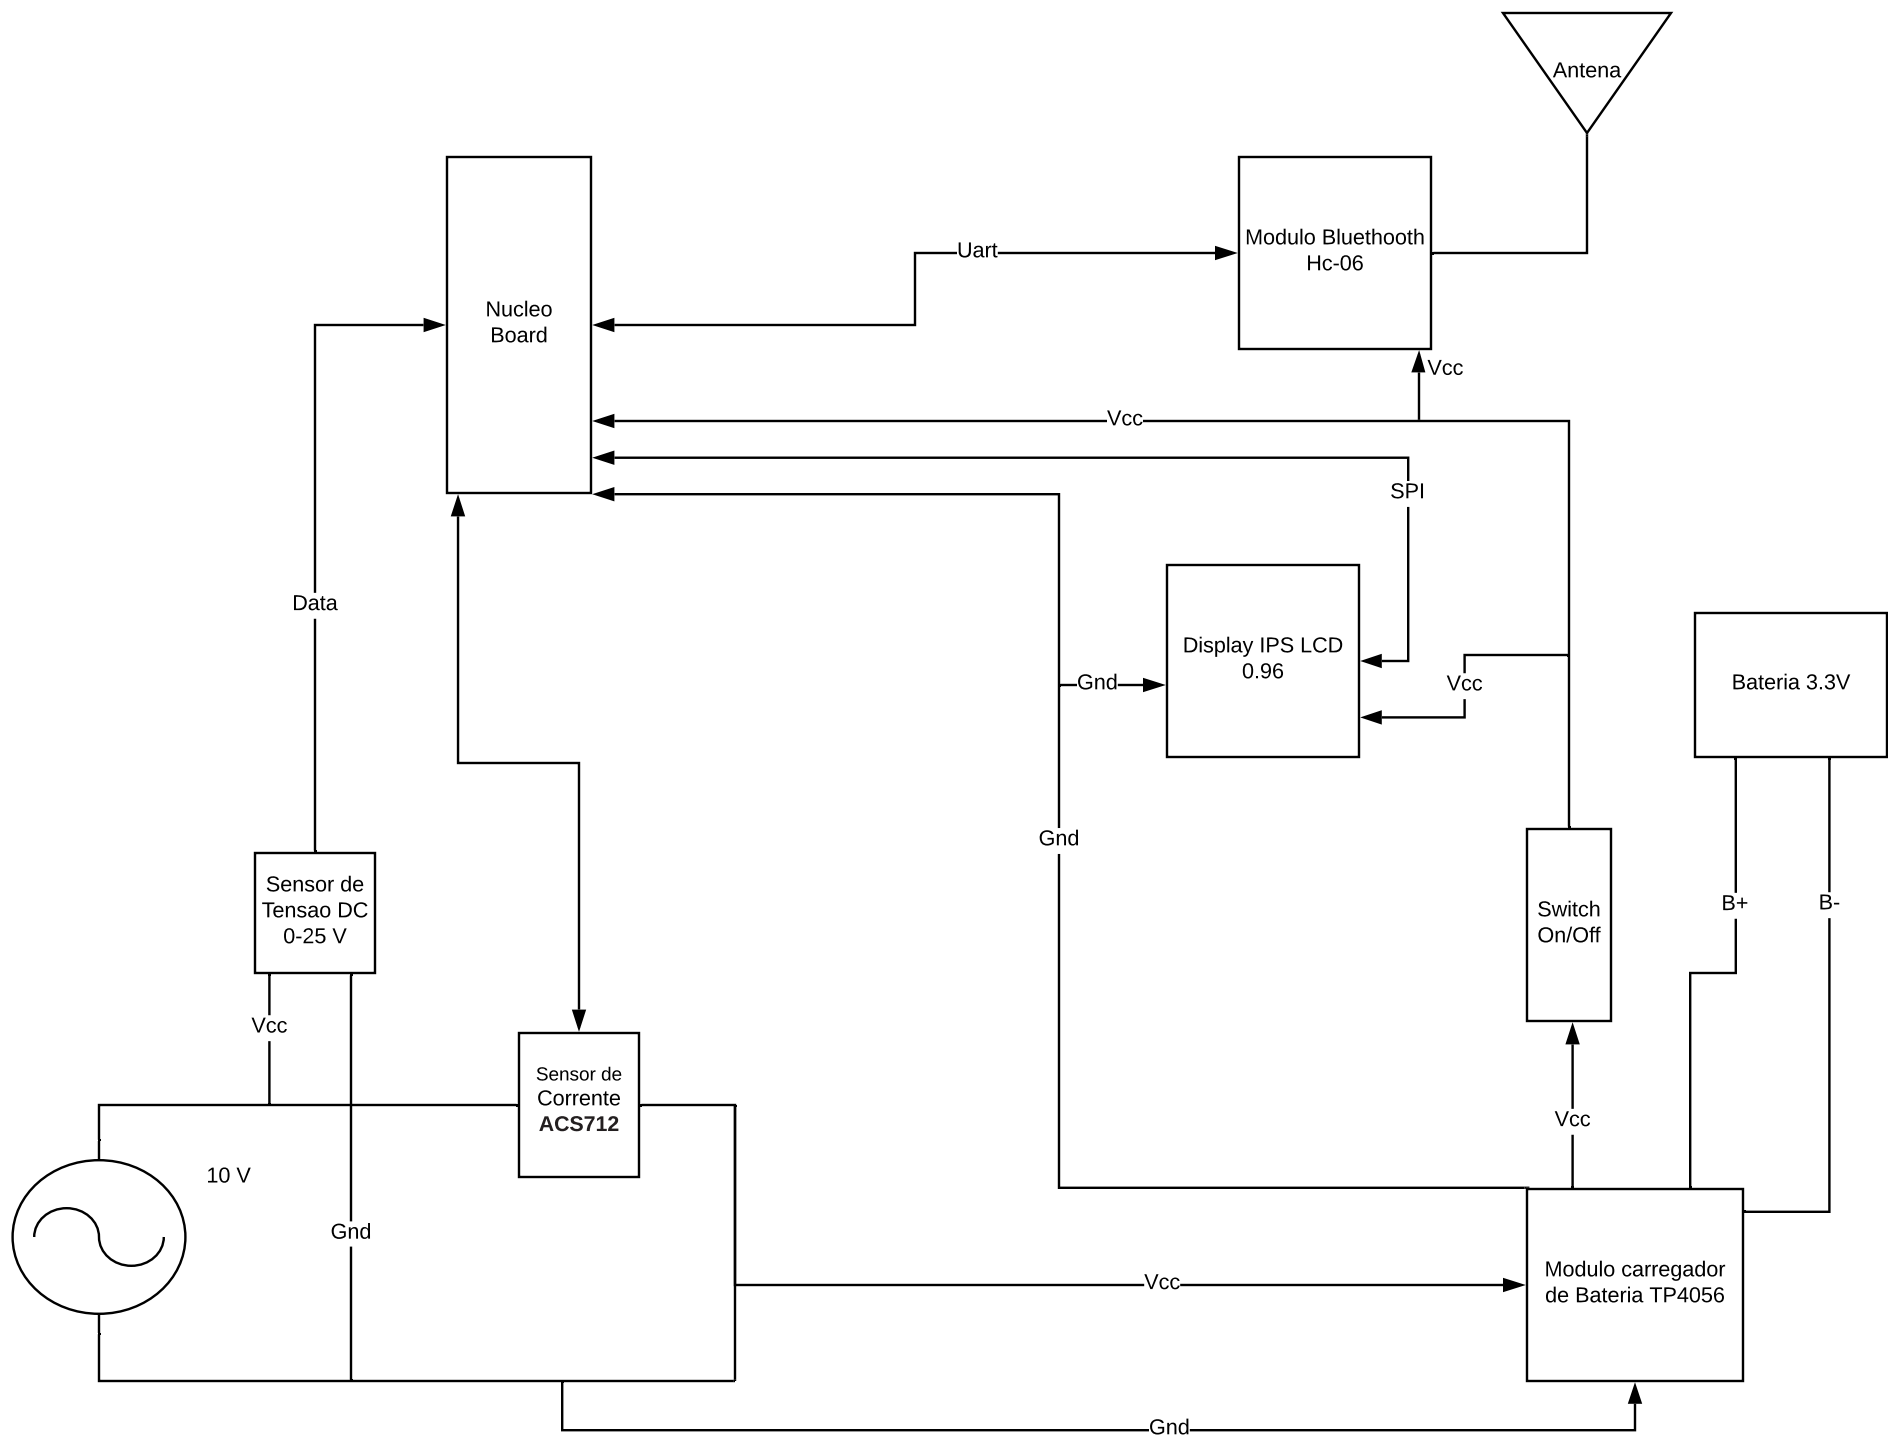 Antena
Modulo Bluethooth
Hc-06
Uart
Nucleo
Board
Vcc
Vcc
SPI
Data
Display IPS LCD
0.96
Gnd
Vcc
Bateria 3.3V
Gnd
Sensor de
Tensao DC
0-25 V
Switch
On/Off
B+
B-
Vcc
Sensor de
Corrente
ACS712
Vcc
10 V
Gnd
Vcc
Modulo carregador
de Bateria TP4056
Gnd